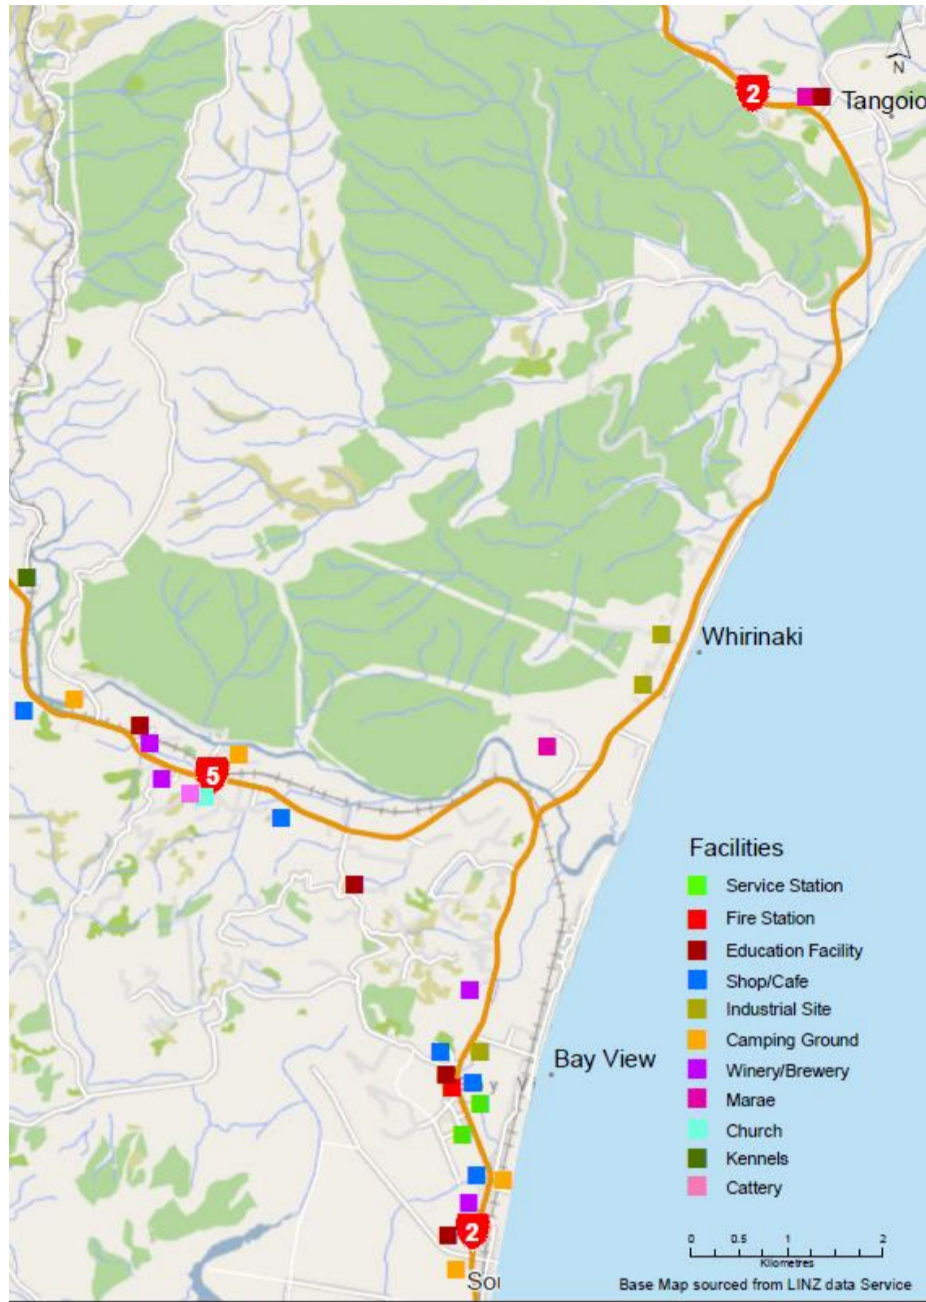 N
2
Tangoio
Whirinaki
5
Facilities
Service Station
Fire Station
Education Facility
Shop/Cafe
Industrial Site
Camping Ground
Winery/Brewery
Marae
Church
Kennels
Cattery
Bay View
2
Sou
0 0.5 1 2
Kilometres
Base Map sourced from LINZ data Service